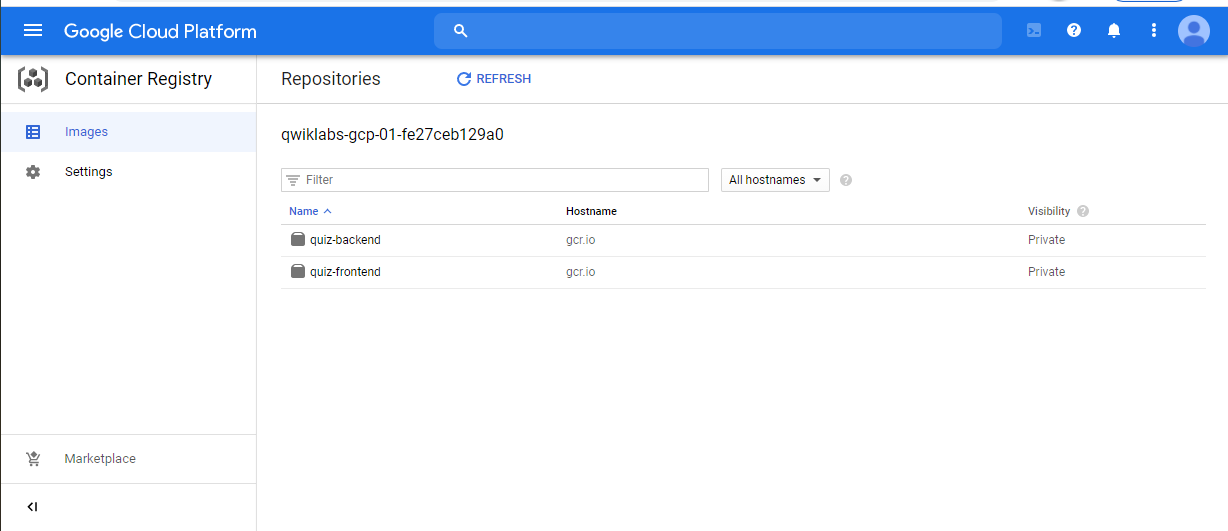 Google Cloud Platform
Container Registry
Repositories REFRESH
Images
Settings
Marketplace
qwiklabs-gcp-01-fe27ceb129a0
Filter All hostnames
Name Hostname Visibility
quiz-backend gcr.io Private
quiz-frontend gcr.io Private